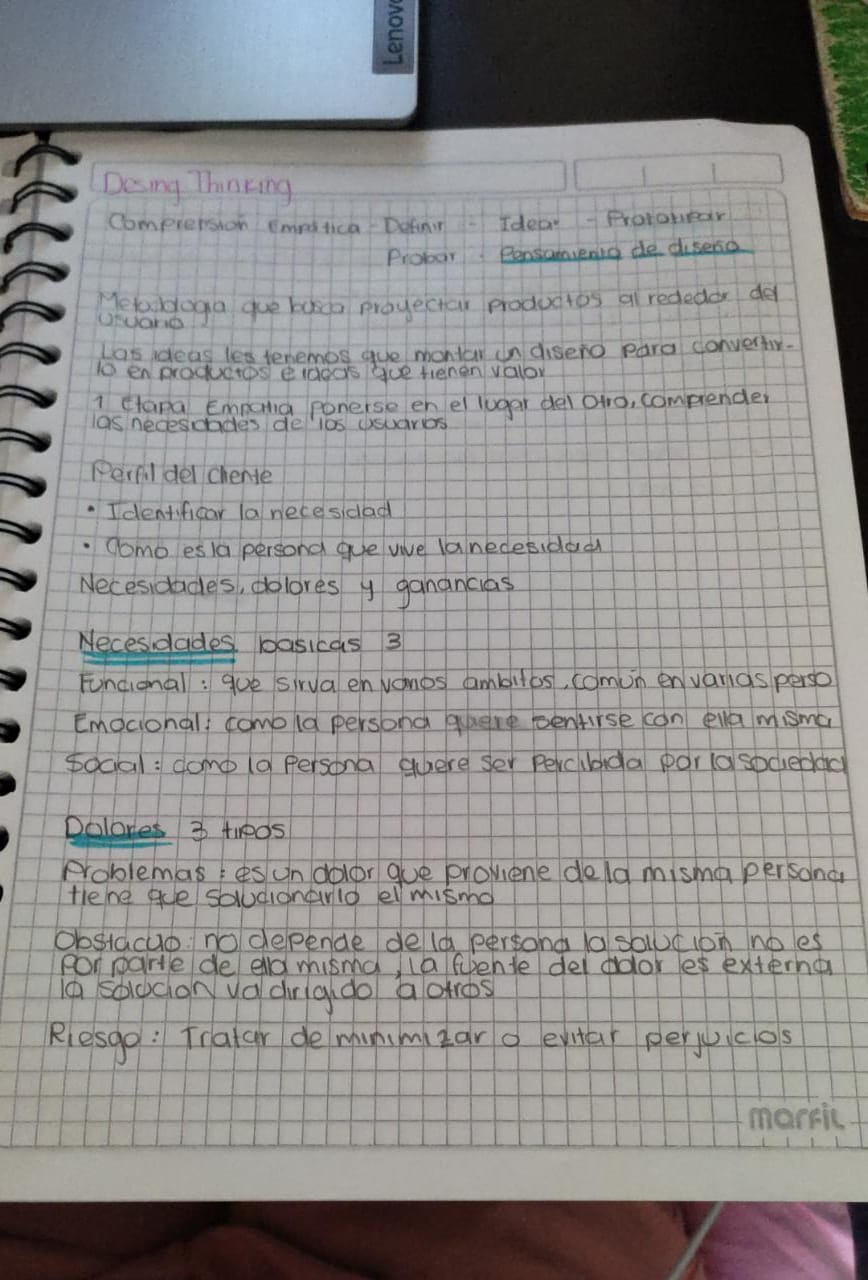 Lenovo
Desing Thinking
Comprension Empatica - Definir - Idear - Prototipar
Probar . Pensamiento de diseño
Metodologia que busca proyectar productos al rededor del
usuario
Las ideas les tenemos que montar un diseño para convertir-
lo en productos e ideas que tienen valor
1 Etapa Empatia ponerse en el lugar del otro, comprender
las necesidades de los usuarios
Perfil del cliente
• Identificar la necesidad
• Como es la persona que vive la necesidad
Necesidades, dolores y ganancias
Necesidades basicas 3
Funcional : que sirva en varios ambitos, común en varias perso
Emocional : como la persona quere sentirse con ella misma
Social : como la persona quere ser percibida por la sociedad
Dolores 3 tipos
Problemas : es un dolor que proviene de la misma persona
tiene que solucionarlo el mismo
Obstaculo : no depende de la persona la solución no es
por parte de ella misma, la fuente del dolor es externa
la solucion va dirigido a otros
Riesgo : Tratar de minimizar o evitar perjuicios
marfil